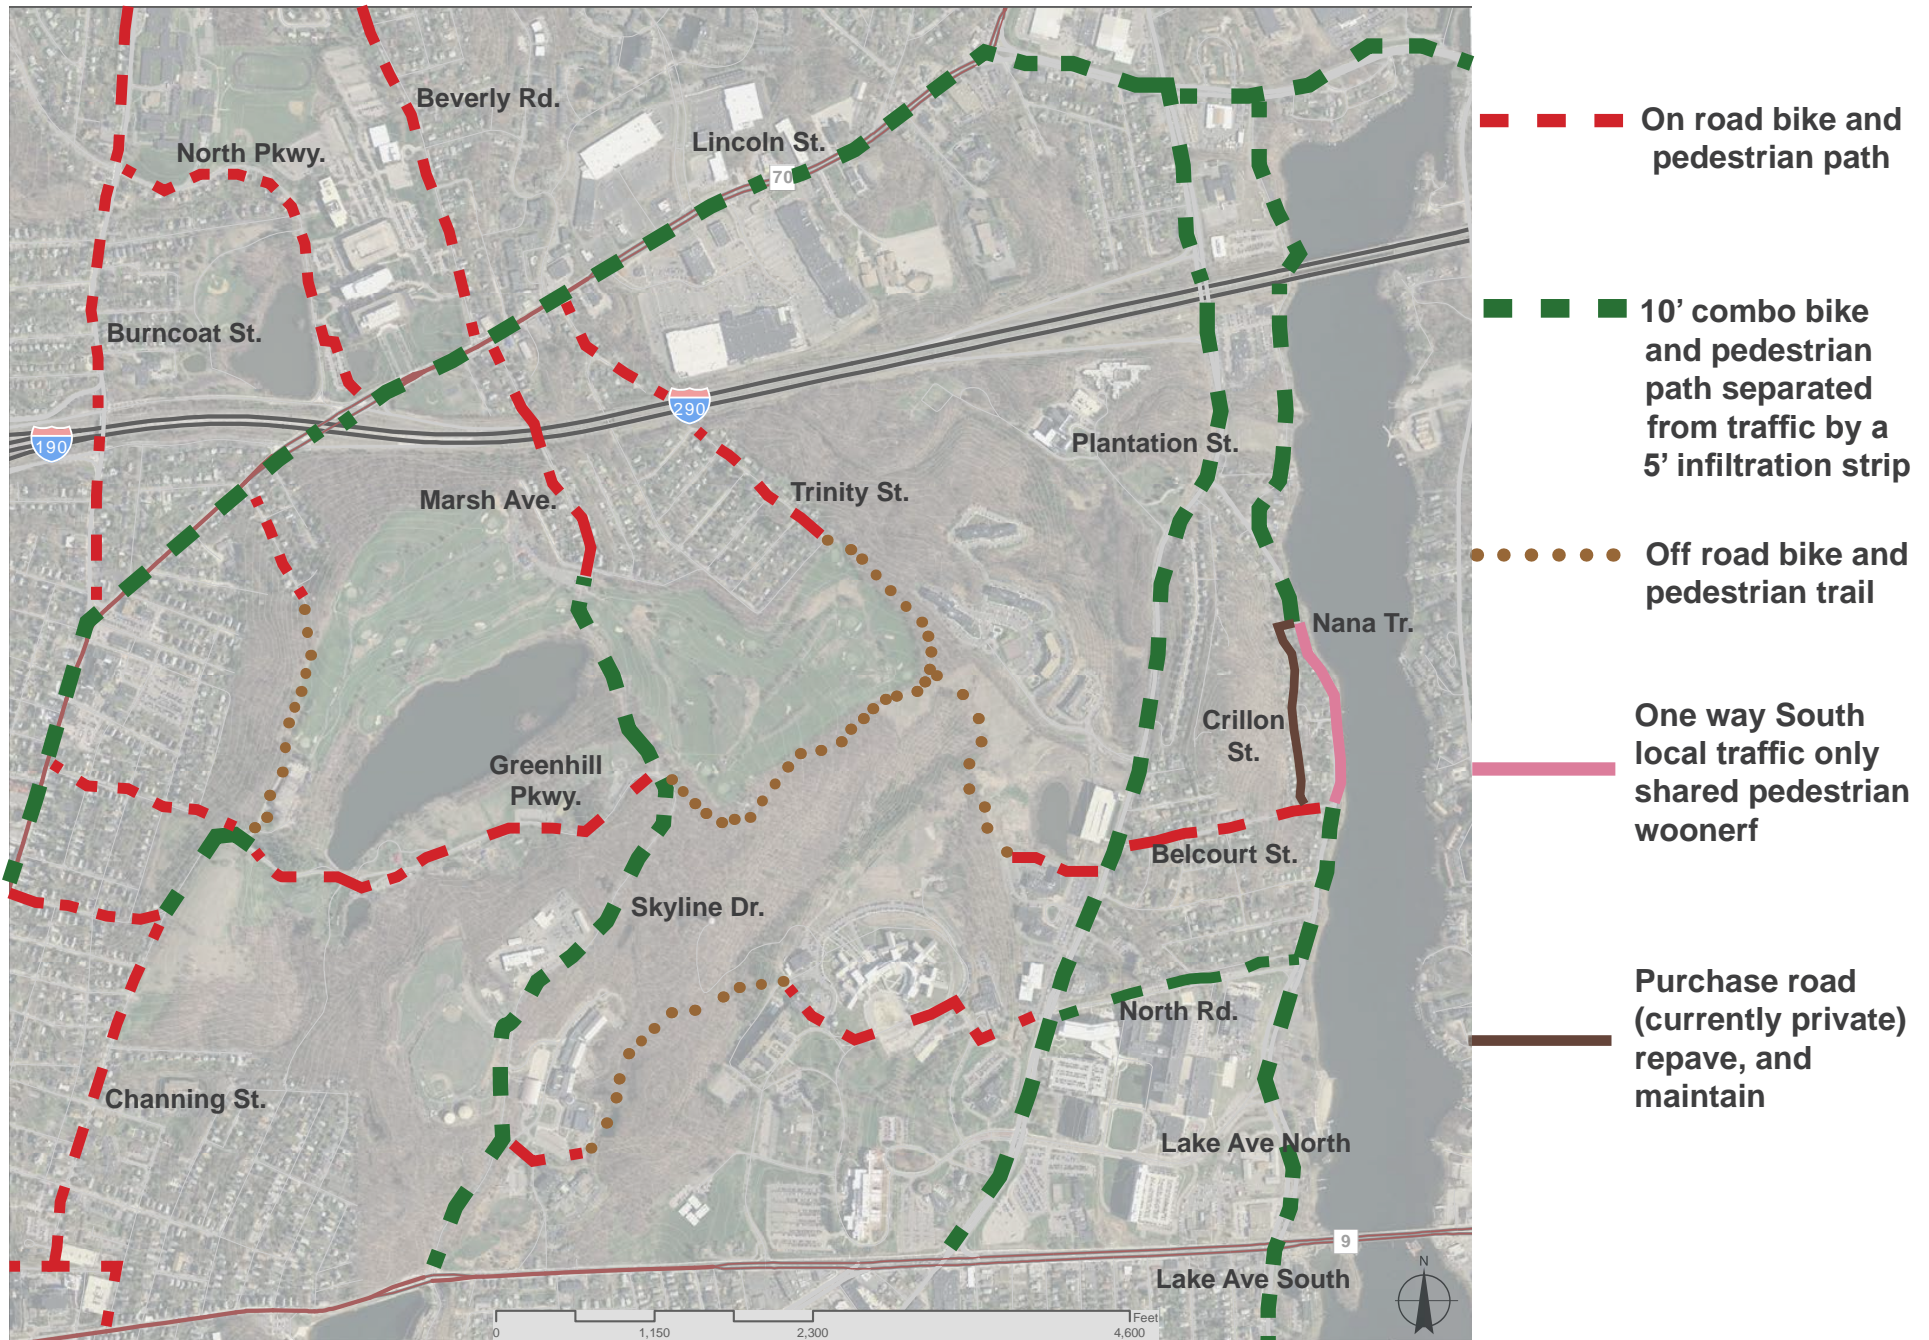 Beverly Rd.
North Pkwy.
Lincoln St.
70
Burncoat St.
290
190
Plantation St.
Marsh Ave.
Trinity St.
Nana Tr.
Crillon
St.
Greenhill
Pkwy.
Belcourt St.
Skyline Dr.
North Rd.
Channing St.
Lake Ave North
9
Lake Ave South
N
Feet
0
1,150
2,300
4,600
On road bike and
pedestrian path
10’ combo bike
and pedestrian
path separated
from traffic by a
5’ infiltration strip
Off road bike and
pedestrian trail
One way South
local traffic only
shared pedestrian
woonerf
Purchase road
(currently private)
repave, and
maintain